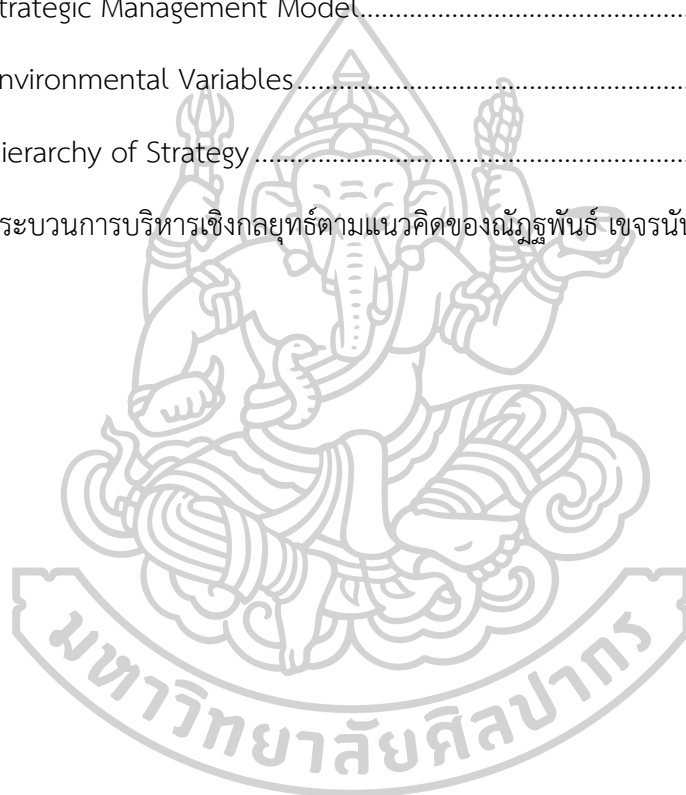 trategic Management Model
nvironmental Variables
ierarchy of Strategy
ระบวนการบริหารเชิงกลยุทธ์ตามแนวคิดของณัฏฐพันธ์ เขจรนัน
มหาวิทยาลัยศิลปากร